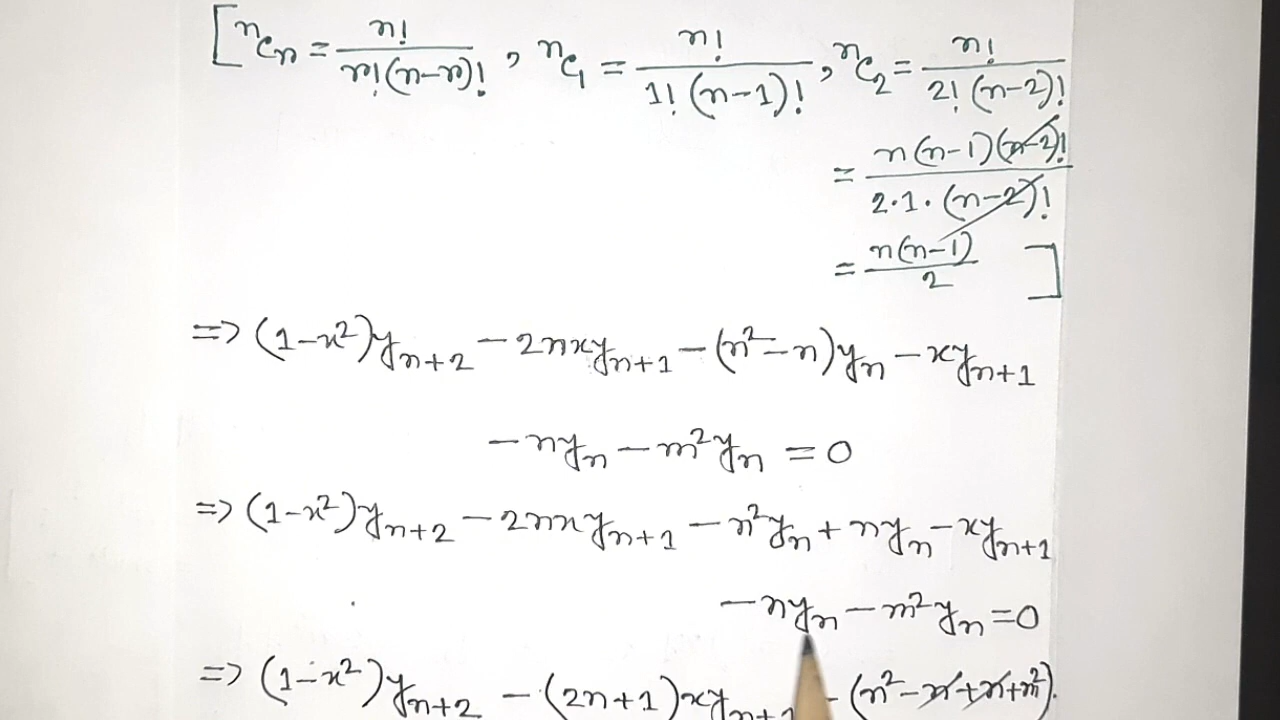 [ⁿCₙ = n!/r!(n-r)! , ⁿC₁ = n!/1!(n-1)! , ⁿC₂ = n!/2!(n-2)!
= n(n-1)(n-2)!/2·1·(n-2)!
= n(n-1)/2 ]
=> (1-x²)yₙ₊₂ - 2nxyₙ₊₁ - (n²-n)yₙ - xyₙ₊₁
- nyₙ - m²yₙ = 0
=> (1-x²)yₙ₊₂ - 2nxyₙ₊₁ - n²yₙ + nyₙ - xyₙ₊₁
- nyₙ - m²yₙ = 0
=> (1-x²)yₙ₊₂ - (2n+1)xyₙ₊₁ - (n²-n+n+m²)